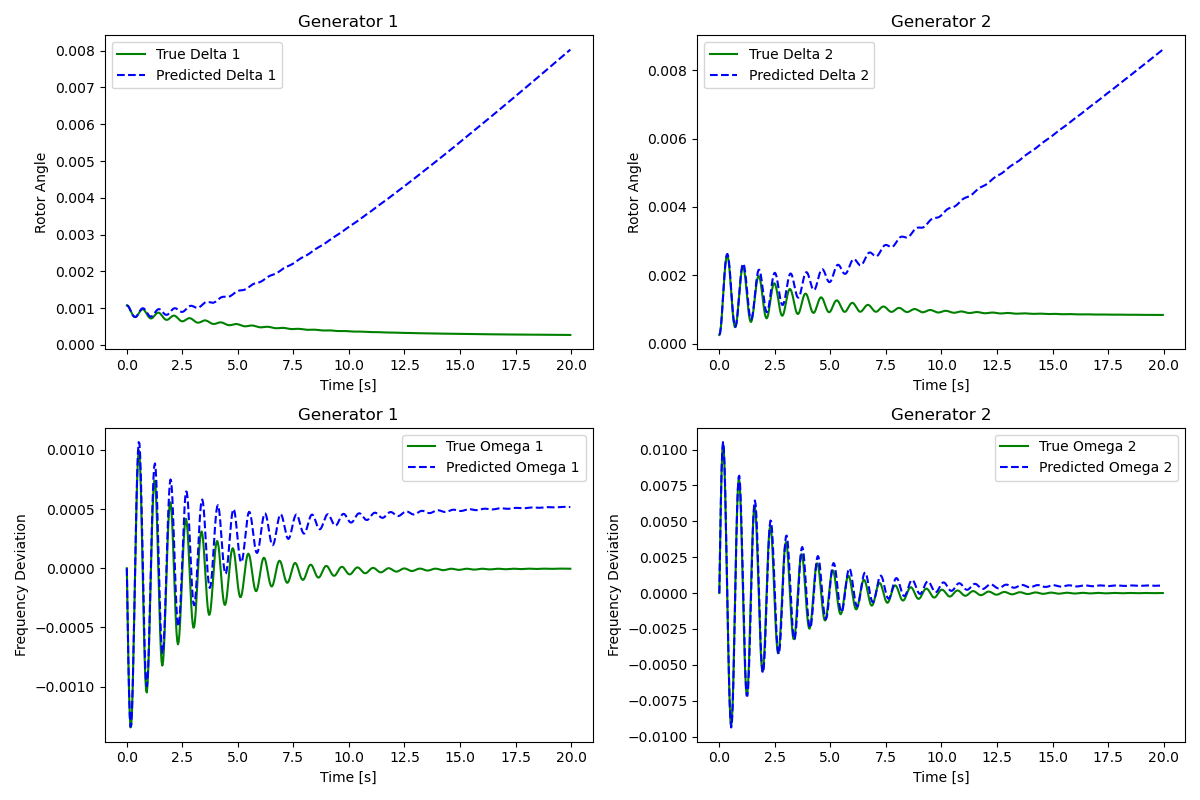 Generator 1
True Delta 1
Predicted Delta 1
Rotor Angle
0.008
0.007
0.006
0.005
0.004
0.003
0.002
0.001
0.000
0.0 2.5 5.0 7.5 10.0 12.5 15.0 17.5 20.0
Time [s]
Generator 2
True Delta 2
Predicted Delta 2
Rotor Angle
0.008
0.006
0.004
0.002
0.000
0.0 2.5 5.0 7.5 10.0 12.5 15.0 17.5 20.0
Time [s]
Generator 1
True Omega 1
Predicted Omega 1
Frequency Deviation
0.0010
0.0005
0.0000
−0.0005
−0.0010
0.0 2.5 5.0 7.5 10.0 12.5 15.0 17.5 20.0
Time [s]
Generator 2
True Omega 2
Predicted Omega 2
Frequency Deviation
0.0100
0.0075
0.0050
0.0025
0.0000
−0.0025
−0.0050
−0.0075
−0.0100
0.0 2.5 5.0 7.5 10.0 12.5 15.0 17.5 20.0
Time [s]